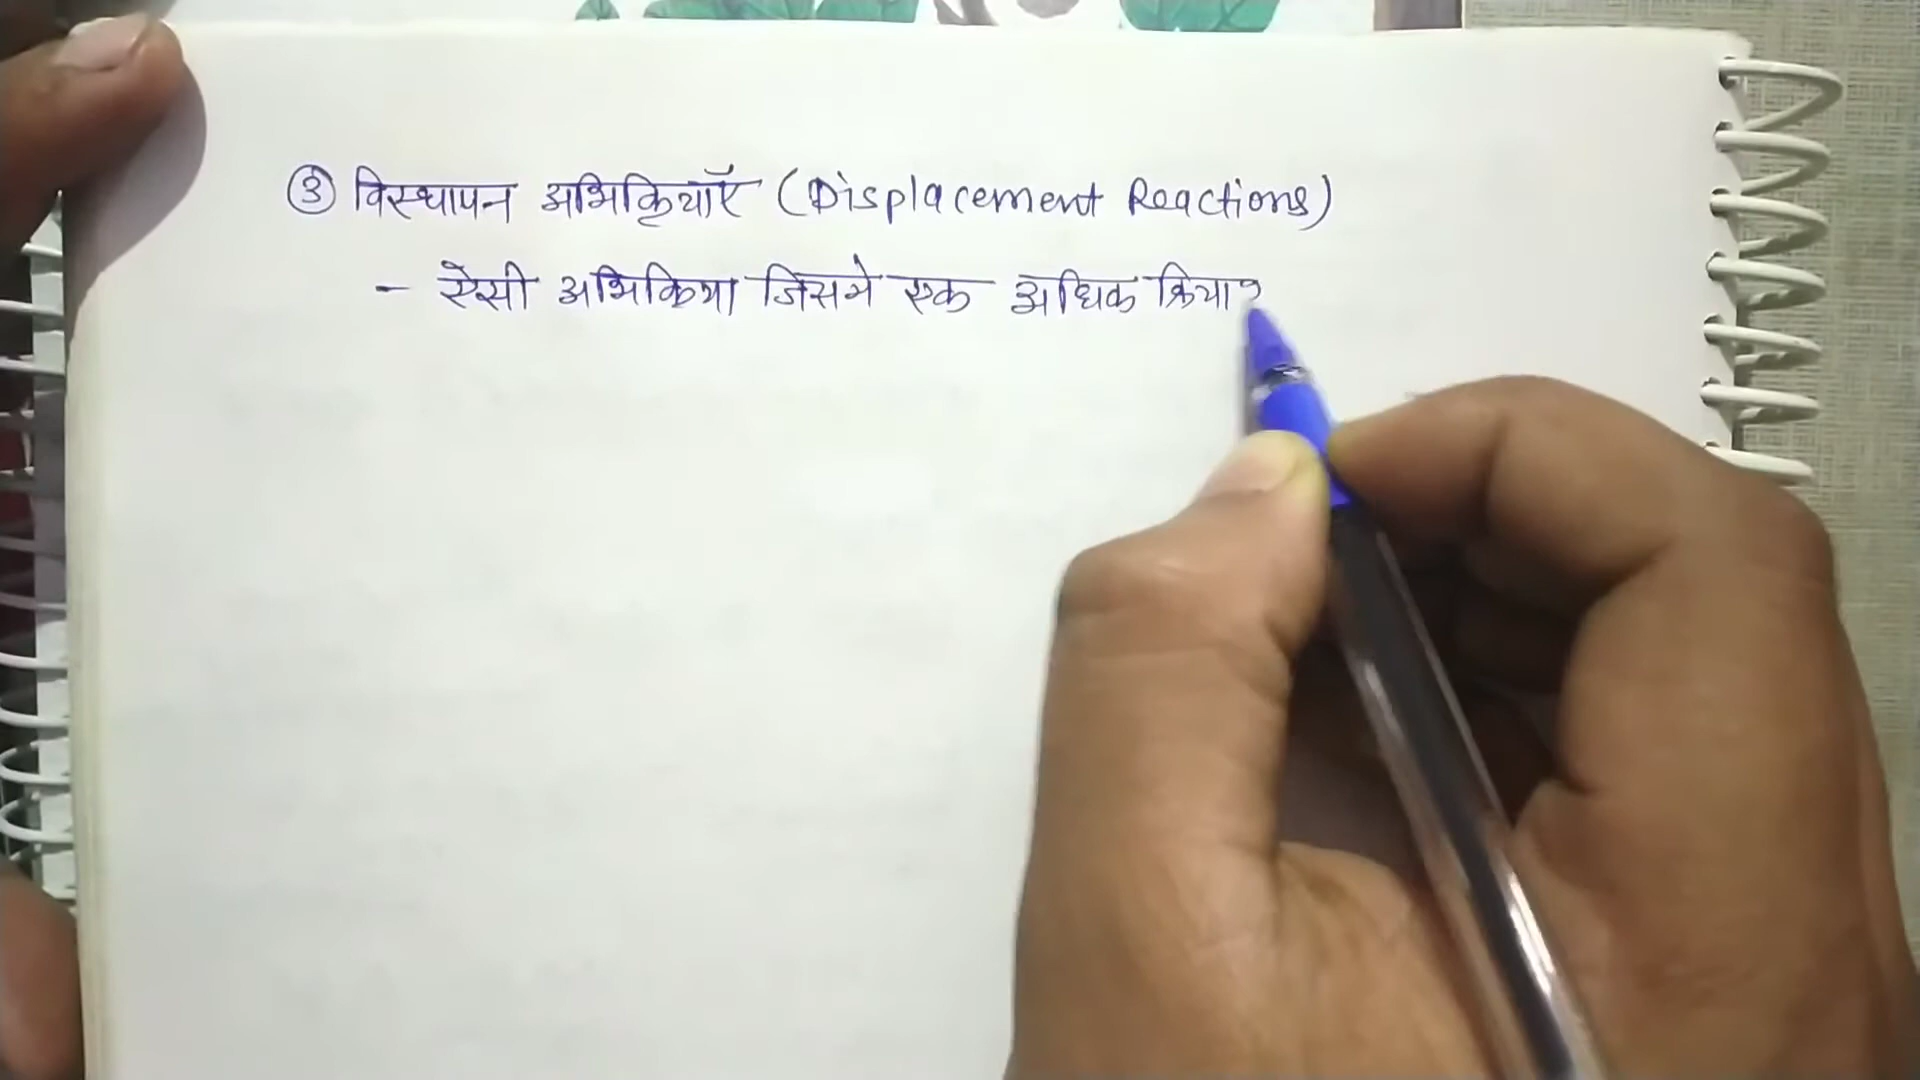 ③ विस्थापन अभिक्रियाएँ (Displacement Reactions)
- ऐसी अभिक्रिया जिसमे एक अधिक क्रिया